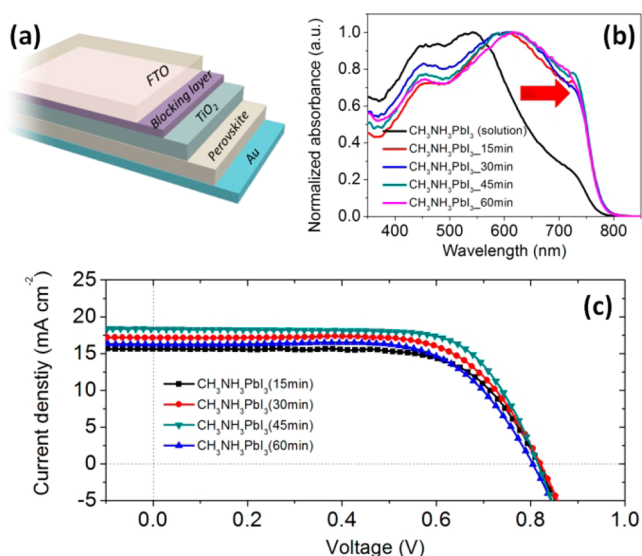 (a)
FTO
Blocking layer
TiO2
Perovskite
Au
(b)
Normalized absorbance (a.u.)
1.0
0.8
0.6
0.4
0.2
0.0
CH3NH3PbI3 (solution)
CH3NH3PbI3_15min
CH3NH3PbI3_30min
CH3NH3PbI3_45min
CH3NH3PbI3_60min
400 500 600 700 800
Wavelength (nm)
(c)
Current denstiy (mA cm-2)
25
20
15
10
5
0
-5
CH3NH3PbI3(15min)
CH3NH3PbI3(30min)
CH3NH3PbI3(45min)
CH3NH3PbI3(60min)
0.0 0.2 0.4 0.6 0.8 1.0
Voltage (V)